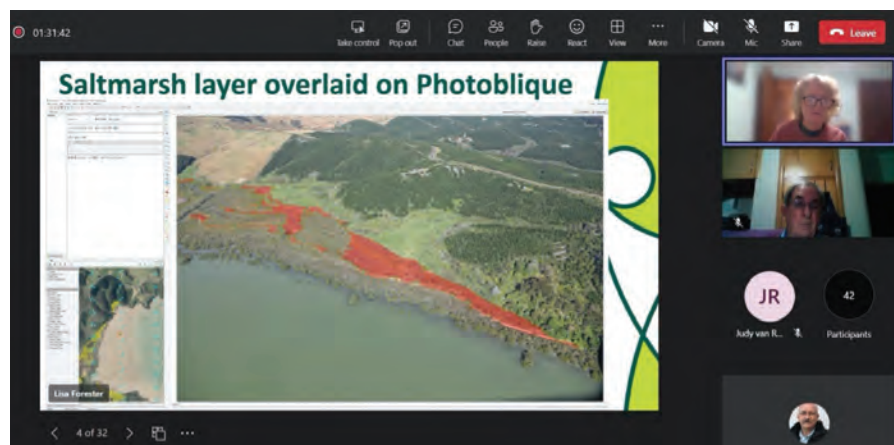 01:31:42
Take control
Pop out
Chat
People
Raise
React
View
More
Camera
Mic
Share
Leave
Saltmarsh layer overlaid on Photoblique
Lisa Forester
JR
42
Judy van R...
Participants
4 of 32